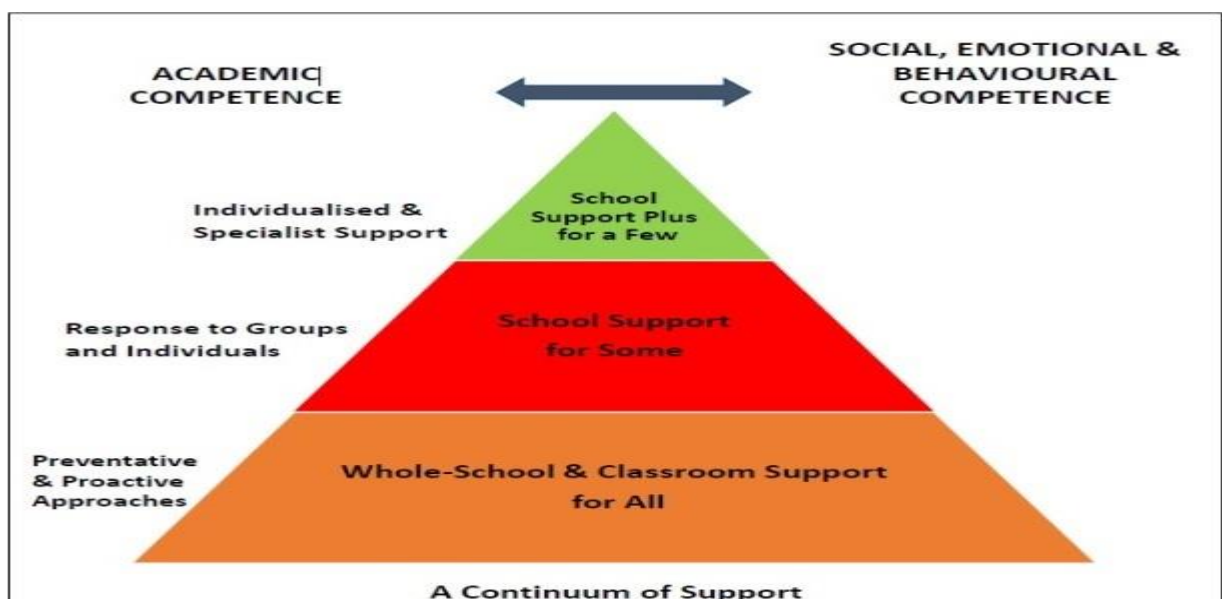 ACADEMIC
COMPETENCE
SOCIAL, EMOTIONAL &
BEHAVIOURAL
COMPETENCE
Individualised &
Specialist Support
School
Support Plus
for a Few
Response to Groups
and Individuals
School Support
for Some
Preventative
& Proactive
Approaches
Whole-School & Classroom Support
for All
A Continuum of Support